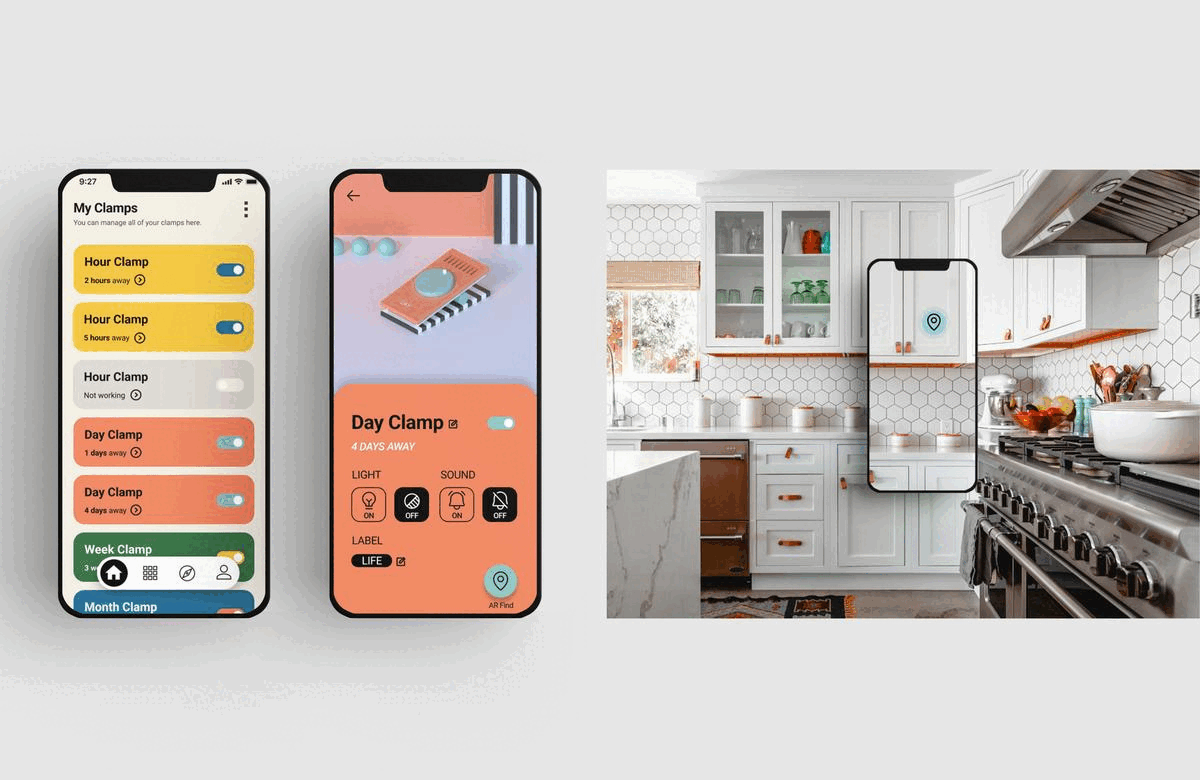 9:27
My Clamps
You can manage all of your clamps here.
Hour Clamp
2 hours away
Hour Clamp
5 hours away
Hour Clamp
Not working
Day Clamp
1 days away
Day Clamp
4 days away
Week Clamp
3
Month Clamp
Day Clamp
4 DAYS AWAY
LIGHT
SOUND
ON
OFF
ON
OFF
LABEL
LIFE
AR Find